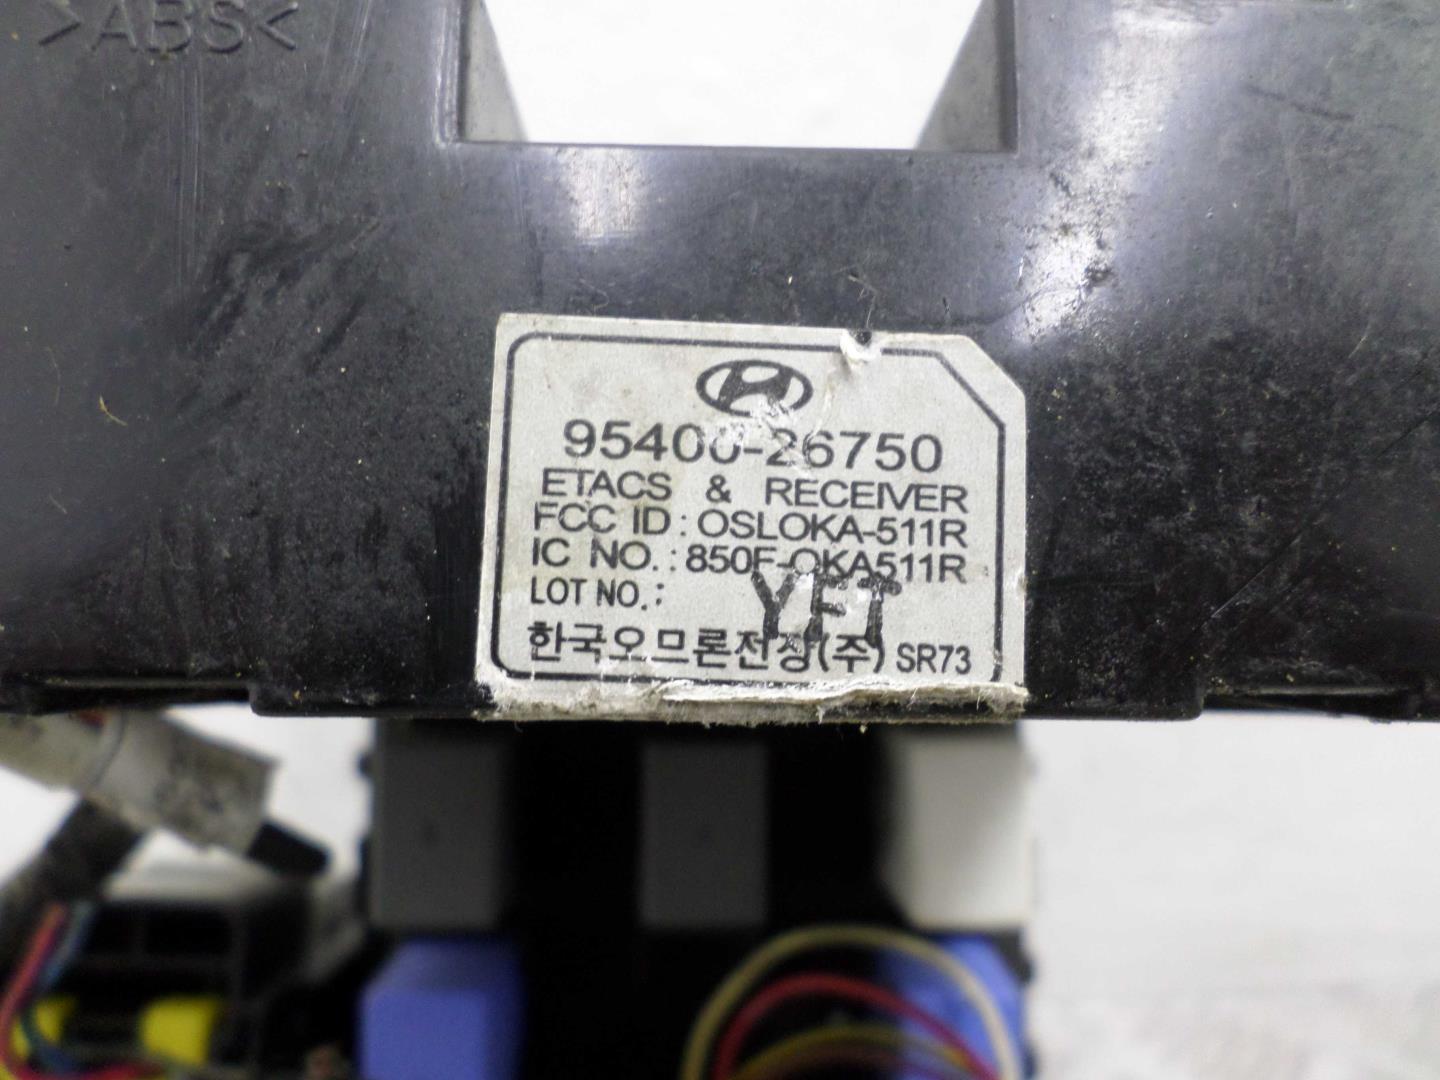 >ABS<
95400-26750
ETACS & RECEIVER
FCC ID : OSLOKA-511R
IC NO. : 850F-OKA511R
LOT NO. : YFT
한국오므론전장(주) SR73